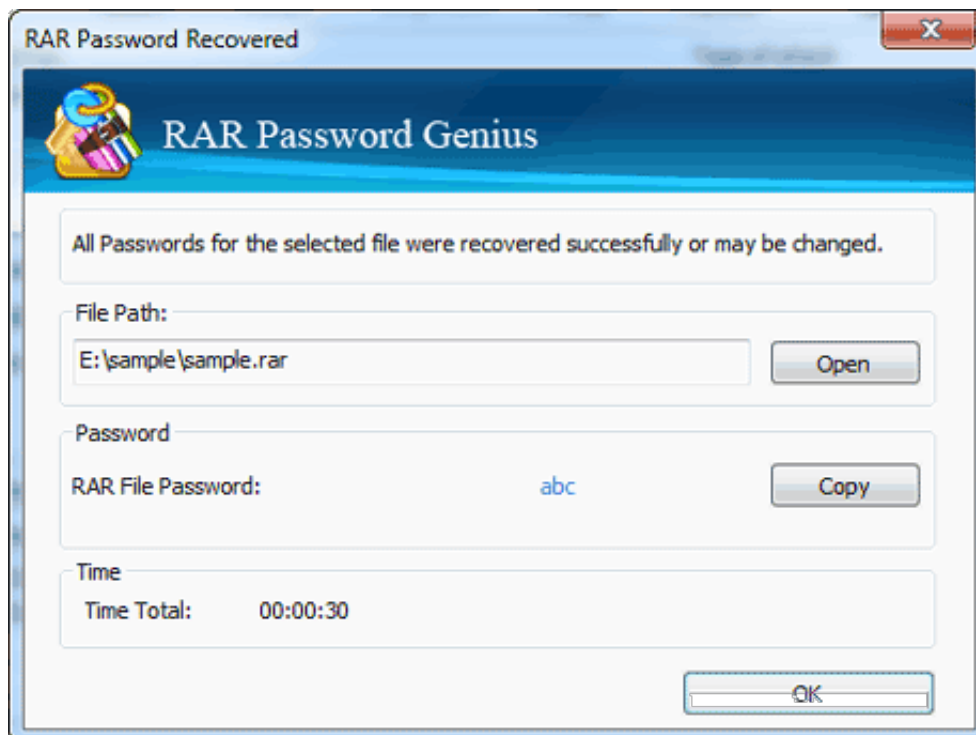 RAR Password Recovered
RAR Password Genius
All Passwords for the selected file were recovered successfully or may be changed.
File Path:
E:\sample\sample.rar
Open
Password
RAR File Password: abc Copy
Time
Time Total: 00:00:30
OK